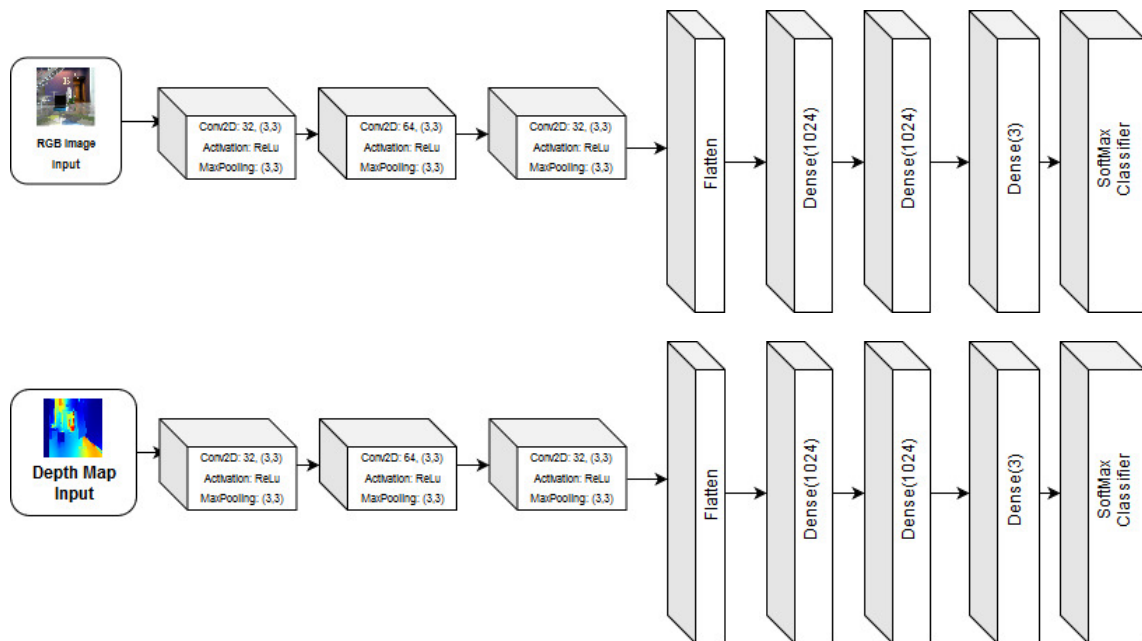 RGB Image
Input
Conv2D: 32, (3,3)
Activation: ReLu
MaxPooling: (3,3)
Conv2D: 64, (3,3)
Activation: ReLu
MaxPooling: (3,3)
Conv2D: 32, (3,3)
Activation: ReLu
MaxPooling: (3,3)
Flatten
Dense(1024)
Dense(1024)
Dense(3)
SoftMax
Classifier
Depth Map
Input
Conv2D: 32, (3,3)
Activation: ReLu
MaxPooling: (3,3)
Conv2D: 64, (3,3)
Activation: ReLu
MaxPooling: (3,3)
Conv2D: 32, (3,3)
Activation: ReLu
MaxPooling: (3,3)
Flatten
Dense(1024)
Dense(1024)
Dense(3)
SoftMax
Classifier